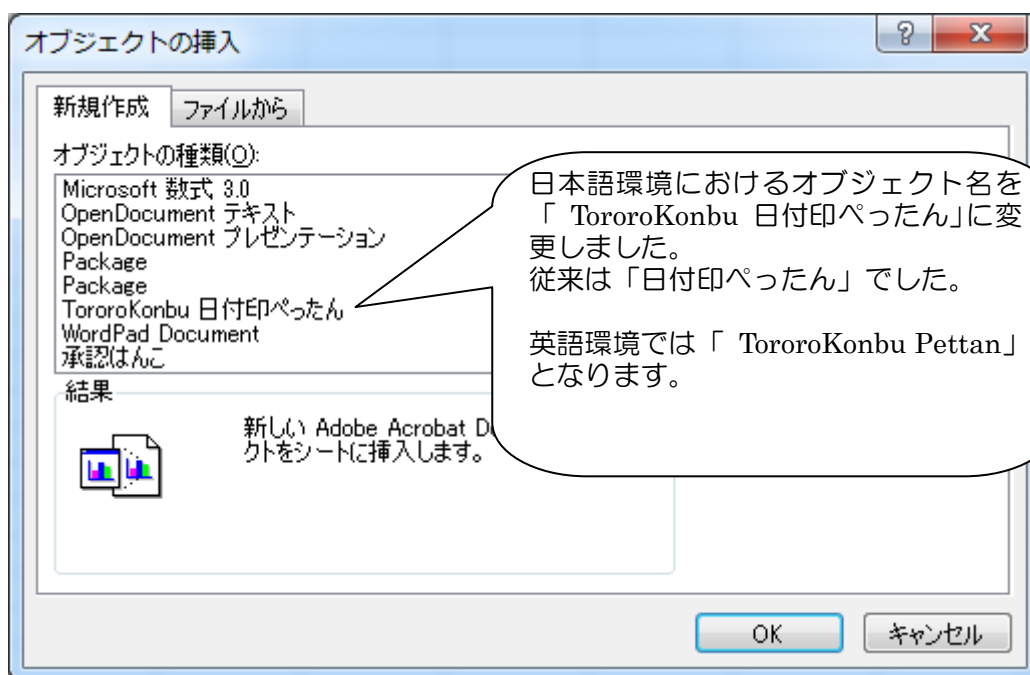 オブジェクトの挿入
新規作成
ファイルから
オブジェクトの種類(O):
Microsoft 数式 3.0
OpenDocument テキスト
OpenDocument プレゼンテーション
Package
Package
TororoKonbu 日付印ぺったん
WordPad Document
承認はんこ
日本語環境におけるオブジェクト名を
「 TororoKonbu 日付印ぺったん」に変
更しました。
従来は「日付印ぺったん」でした。
英語環境では「 TororoKonbu Pettan」
となります。
結果
新しい Adobe Acrobat
クトをシートに挿入します。
OK
キャンセル